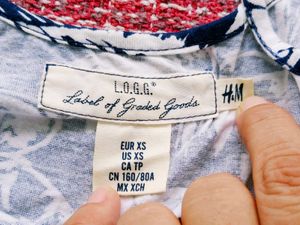 L.O.G.G.®
Label of Graded Goods
H&M
EUR XS
US XS
CA TP
CN 160/80A
MX XCH